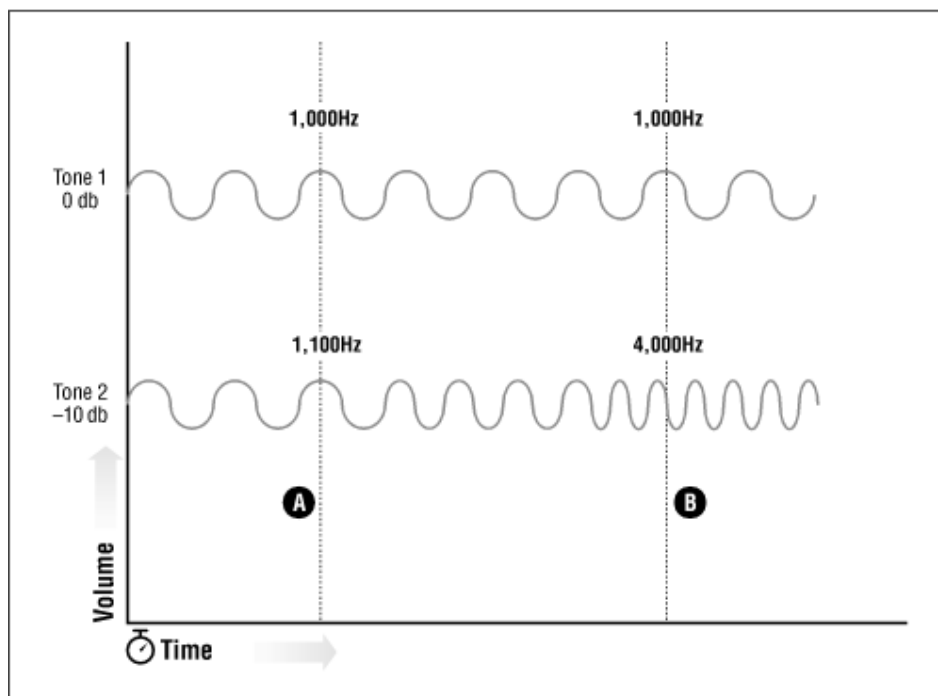 1,000Hz 1,000Hz
Tone 1
0 db
1,100Hz 4,000Hz
Tone 2
–10 db
A B
Volume
Time